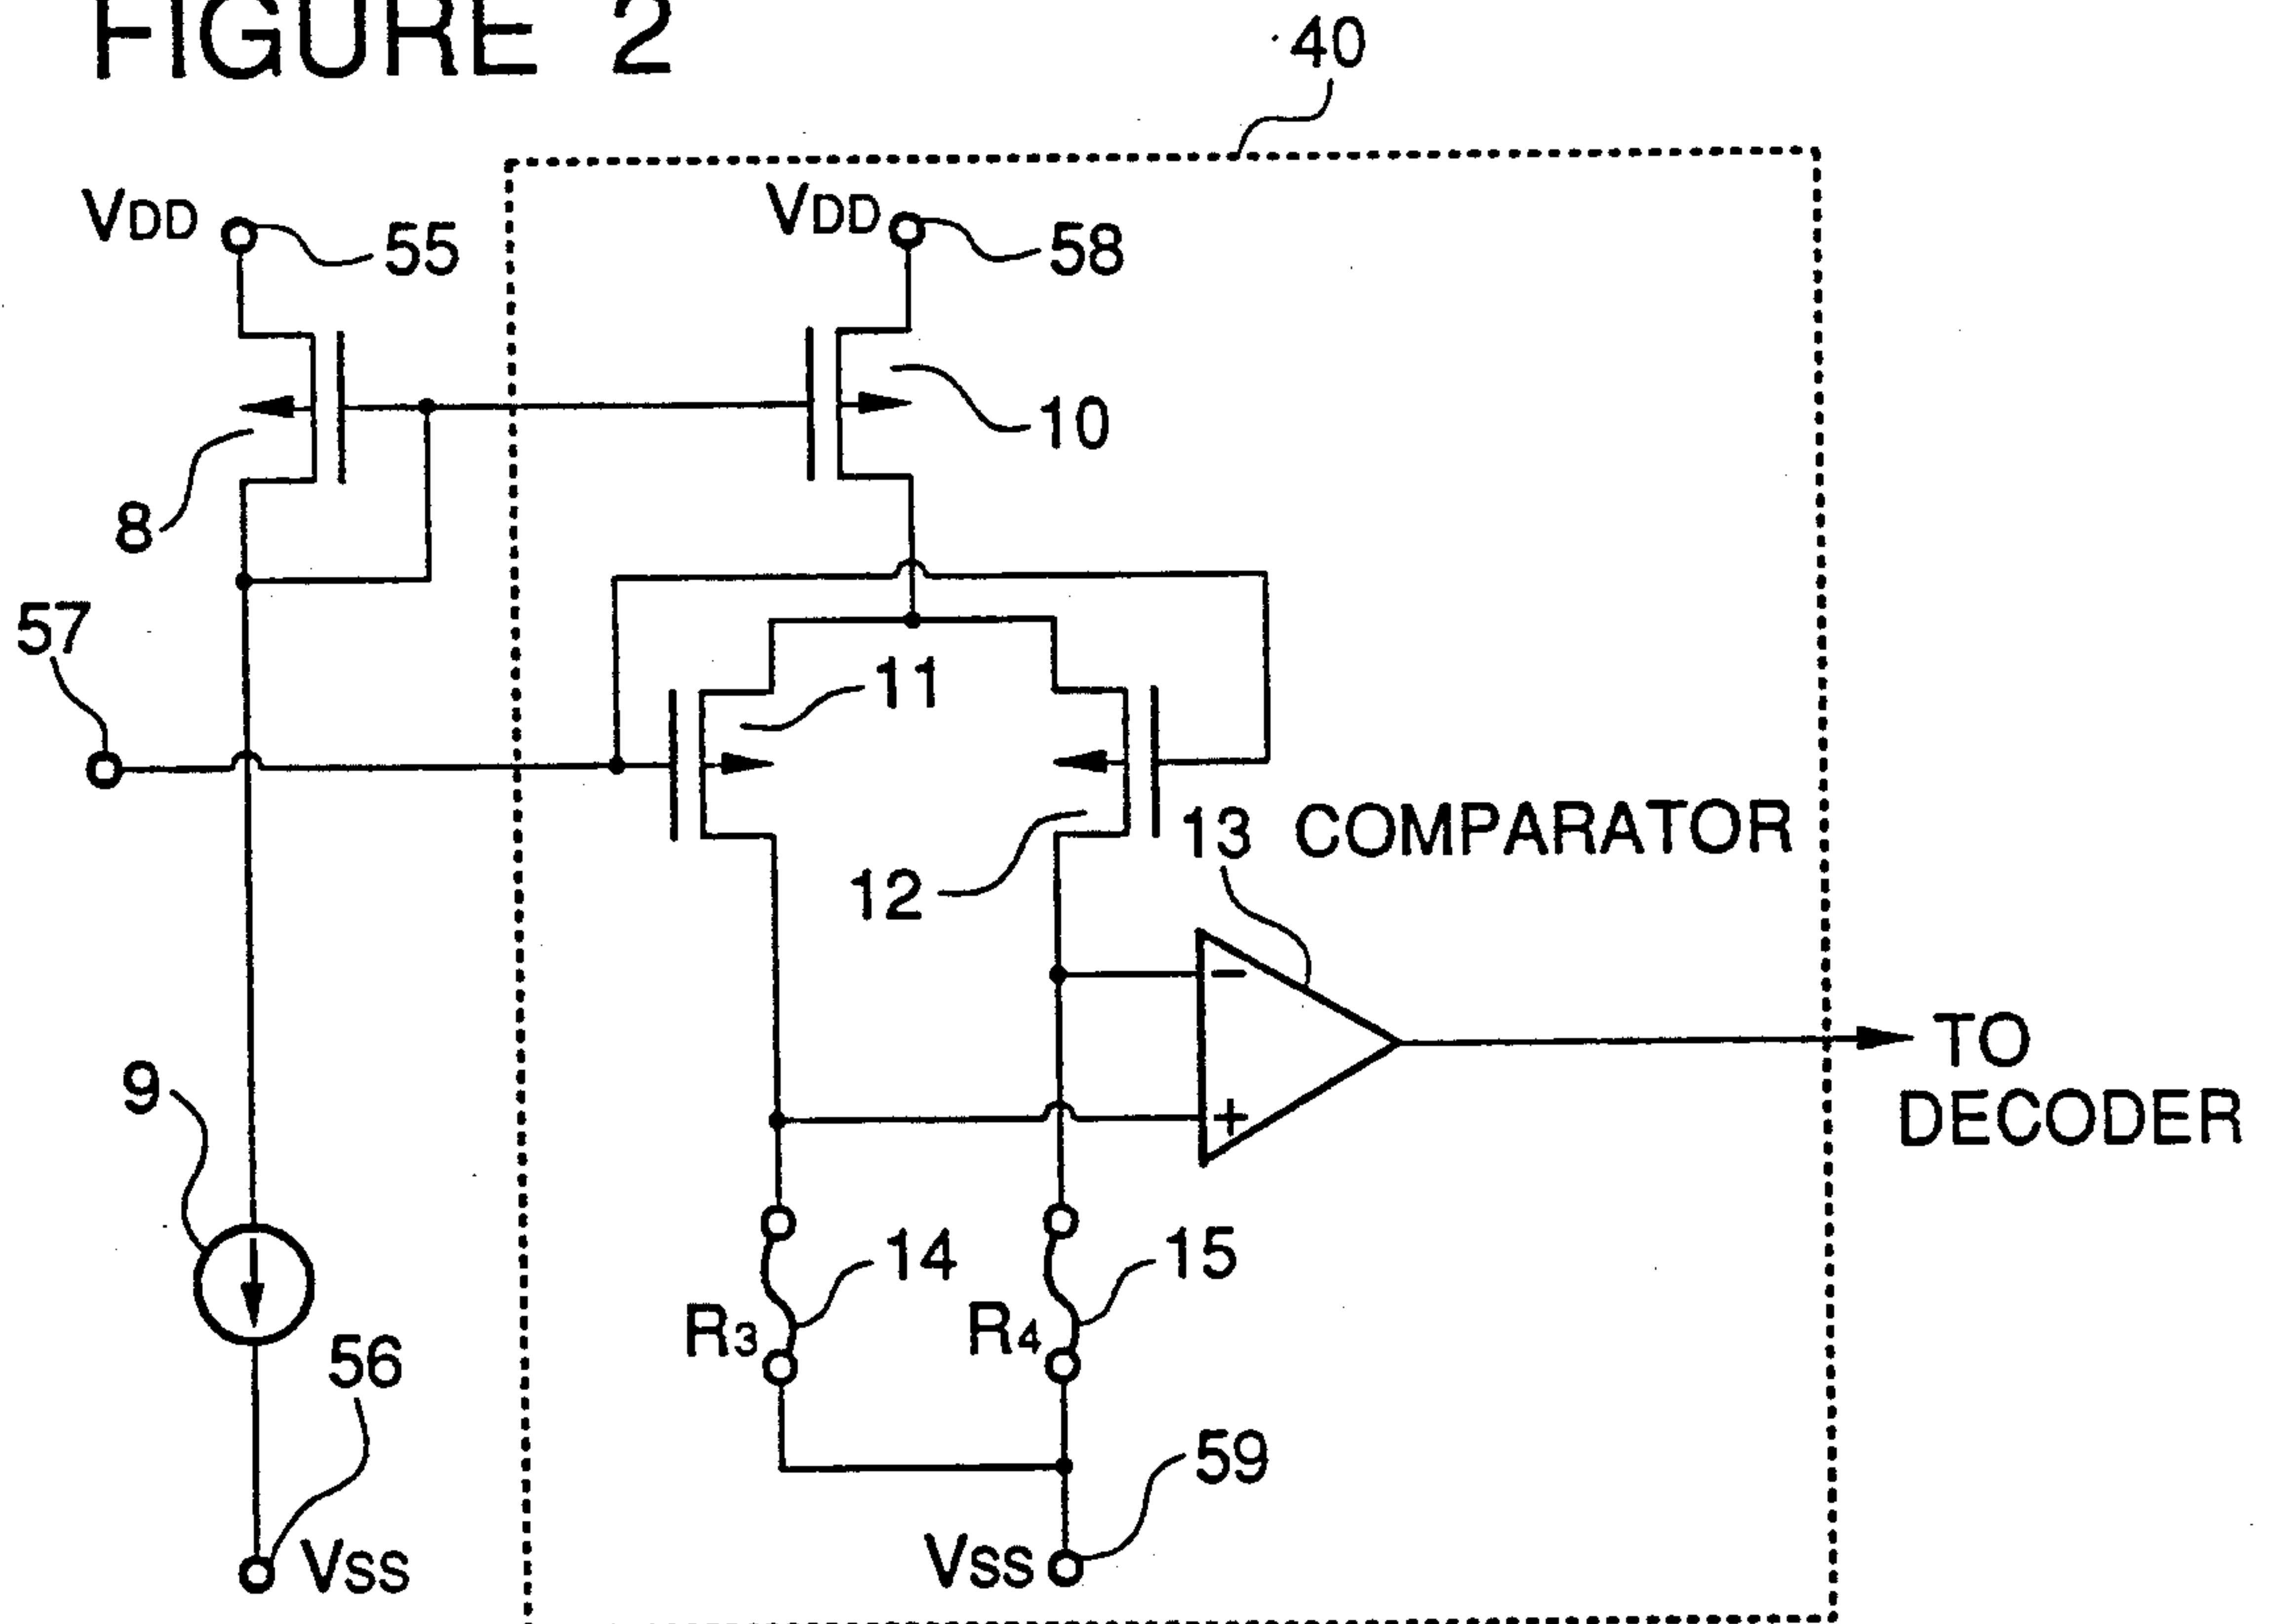 FIGURE 2
40
VDD
55
VDD
58
10
8
57
11
12
13 COMPARATOR
TO
DECODER
9
14
15
R3
R4
56
59
VSS
VSS
- 
+